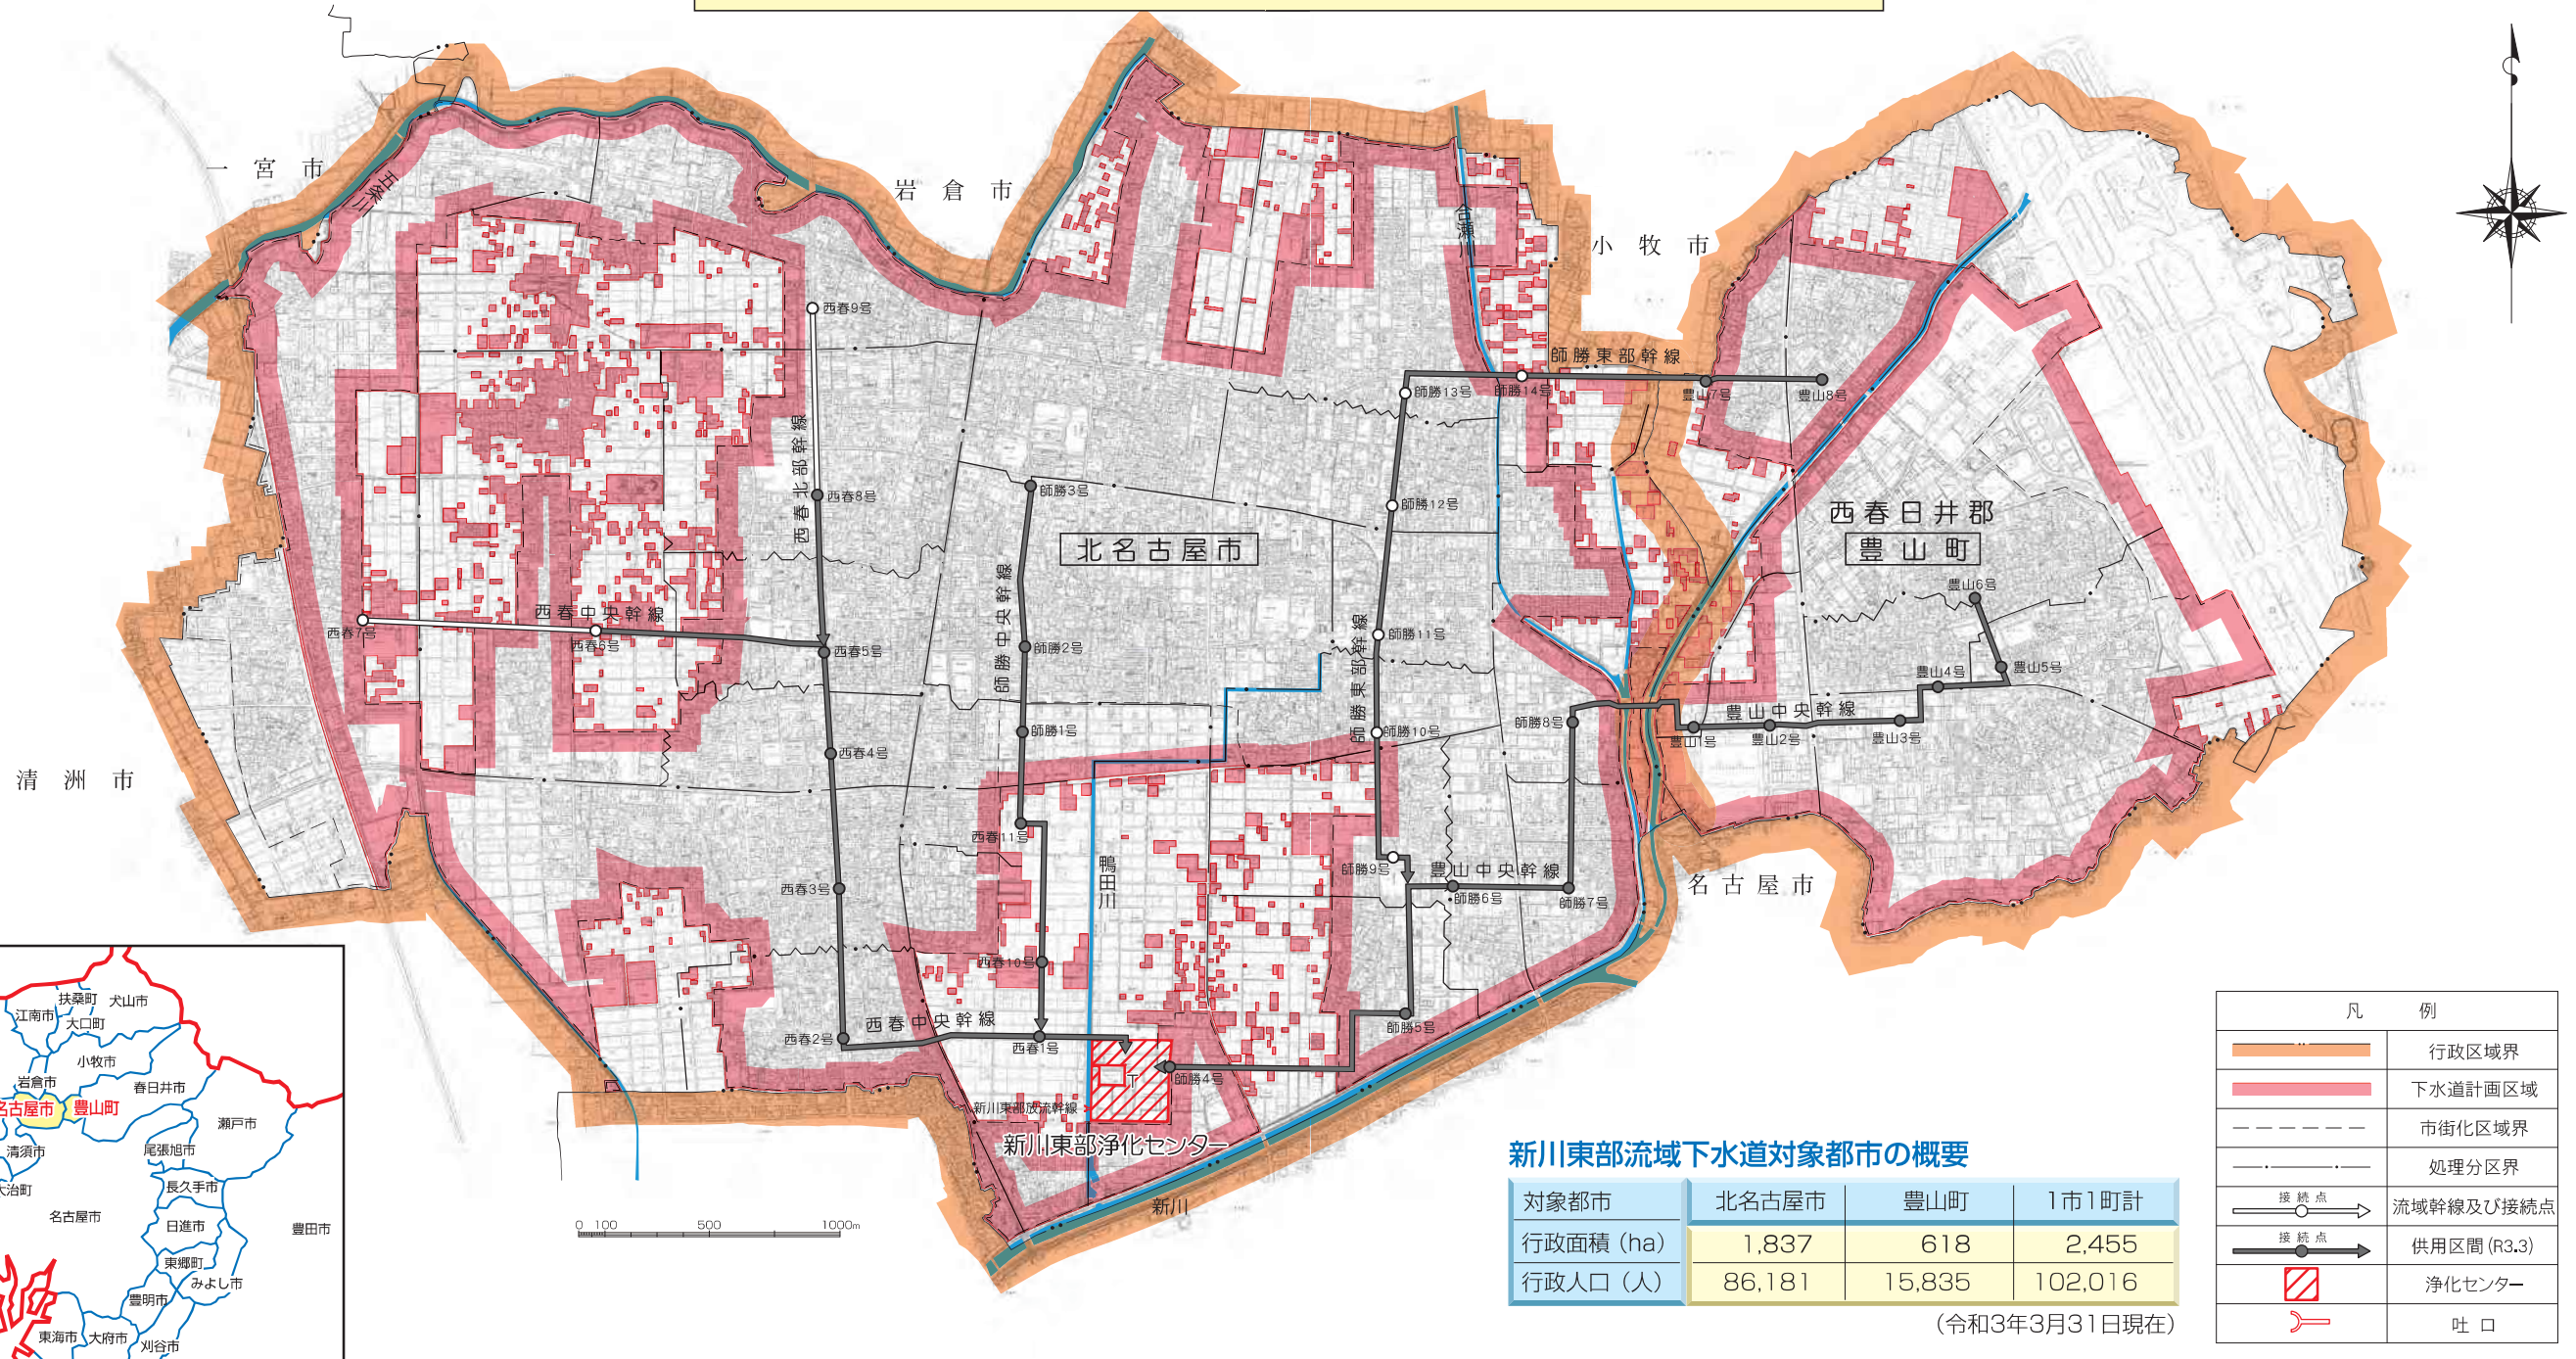 一宮市
五条川
岩倉市
合瀬川
小牧市
西春9号
師勝東部幹線
師勝13号
師勝14号
豊山7号
豊山8号
西春北部幹線
西春8号
師勝3号
師勝12号
西春日井郡
豊山町
北名古屋市
師勝中央幹線
豊山6号
西春中央幹線
西春7号
西春6号
西春5号
師勝2号
師勝東部幹線
師勝11号
豊山4号
豊山5号
師勝1号
師勝10号
師勝8号
豊山中央幹線
豊山1号
豊山2号
豊山3号
清洲市
西春4号
西春11号
鴨田川
師勝9号
豊山中央幹線
西春3号
師勝6号
師勝7号
名古屋市
西春10号
西春2号
西春中央幹線
西春1号
師勝5号
T
師勝4号
新川東部放流幹線
新川東部浄化センター
新川
0 100 500 1000m
扶桑町
犬山市
江南市
大口町
小牧市
岩倉市
春日井市
名古屋市
豊山町
瀬戸市
清須市
尾張旭市
大治町
長久手市
名古屋市
日進市
豊田市
東郷町
みよし市
豊明市
東海市
大府市
刈谷市
新川東部流域下水道対象都市の概要
対象都市 北名古屋市 豊山町 1市1町計
行政面積（ha） 1,837 618 2,455
行政人口（人） 86,181 15,835 102,016
（令和3年3月31日現在）
凡例
行政区域界
下水道計画区域
市街化区域界
処理分区界
接続点
流域幹線及び接続点
接続点
供用区間(R3.3)
浄化センター
吐口